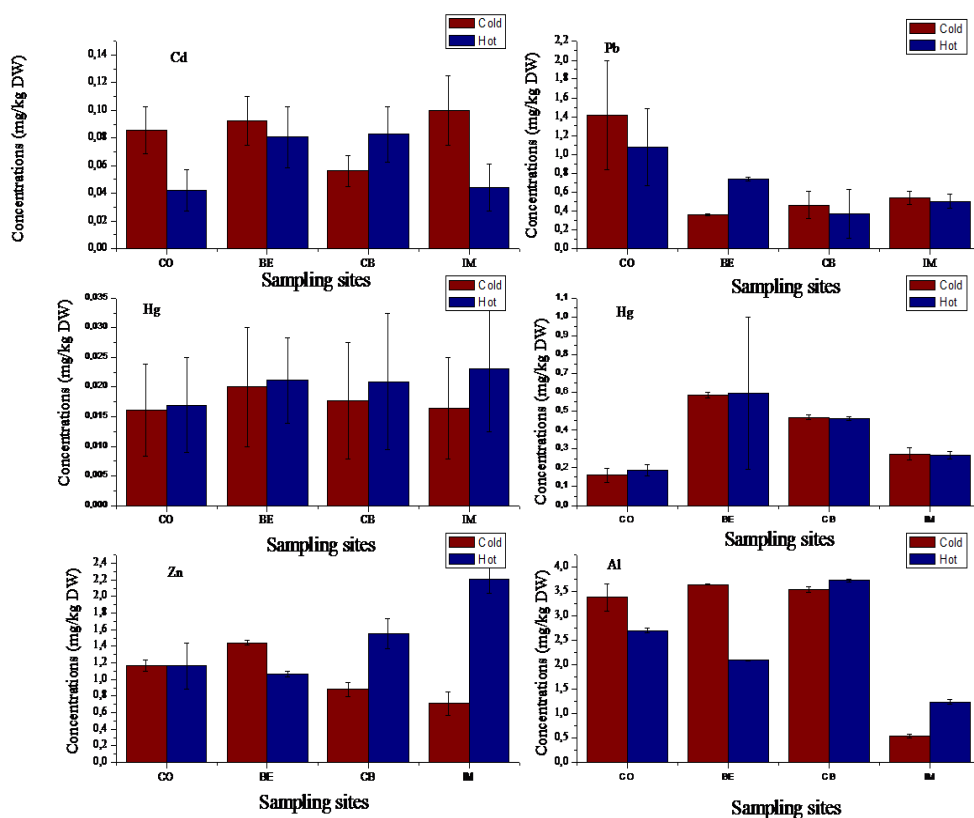 Cold
Hot
Cd
Concentrations (mg/kg DW)
0,14
0,12
0,10
0,08
0,06
0,04
0,02
0,00
CO
BE
CB
IM
Sampling sites
Cold
Hot
Pb
Concentrations (mg/kg DW)
2,2
2,0
1,8
1,6
1,4
1,2
1,0
0,8
0,6
0,4
0,2
0,0
CO
BE
CB
IM
Sampling sites
Cold
Hot
Hg
Concentrations (mg/kg DW)
0,035
0,030
0,025
0,020
0,015
0,010
0,005
0,000
CO
BE
CB
IM
Sampling sites
Cold
Hot
Hg
Concentrations (mg/kg DW)
1,1
1,0
0,9
0,8
0,7
0,6
0,5
0,4
0,3
0,2
0,1
0,0
CO
BE
CB
IM
Sampling sites
Cold
Hot
Zn
Concentrations (mg/kg DW)
2,4
2,2
2,0
1,8
1,6
1,4
1,2
1,0
0,8
0,6
0,4
0,2
0,0
CO
BE
CB
IM
Sampling sites
Cold
Hot
Al
Concentrations (mg/kg DW)
4,0
3,5
3,0
2,5
2,0
1,5
1,0
0,5
0,0
CO
BE
CB
IM
Sampling sites